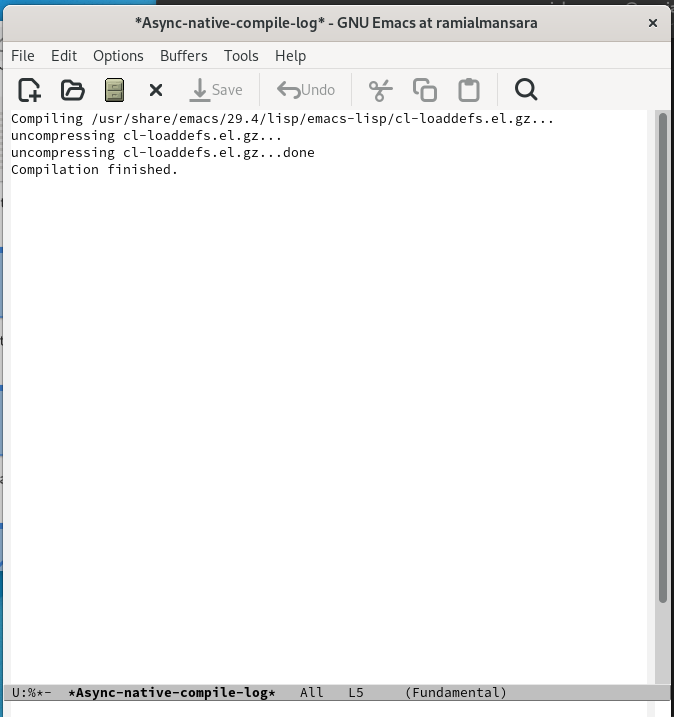 *Async-native-compile-log* - GNU Emacs at ramialmansara
File Edit Options Buffers Tools Help
Save Undo
Compiling /usr/share/emacs/29.4/lisp/emacs-lisp/cl-loaddefs.el.gz...
uncompressing cl-loaddefs.el.gz...
uncompressing cl-loaddefs.el.gz...done
Compilation finished.
U:%*- *Async-native-compile-log* All L5 (Fundamental)